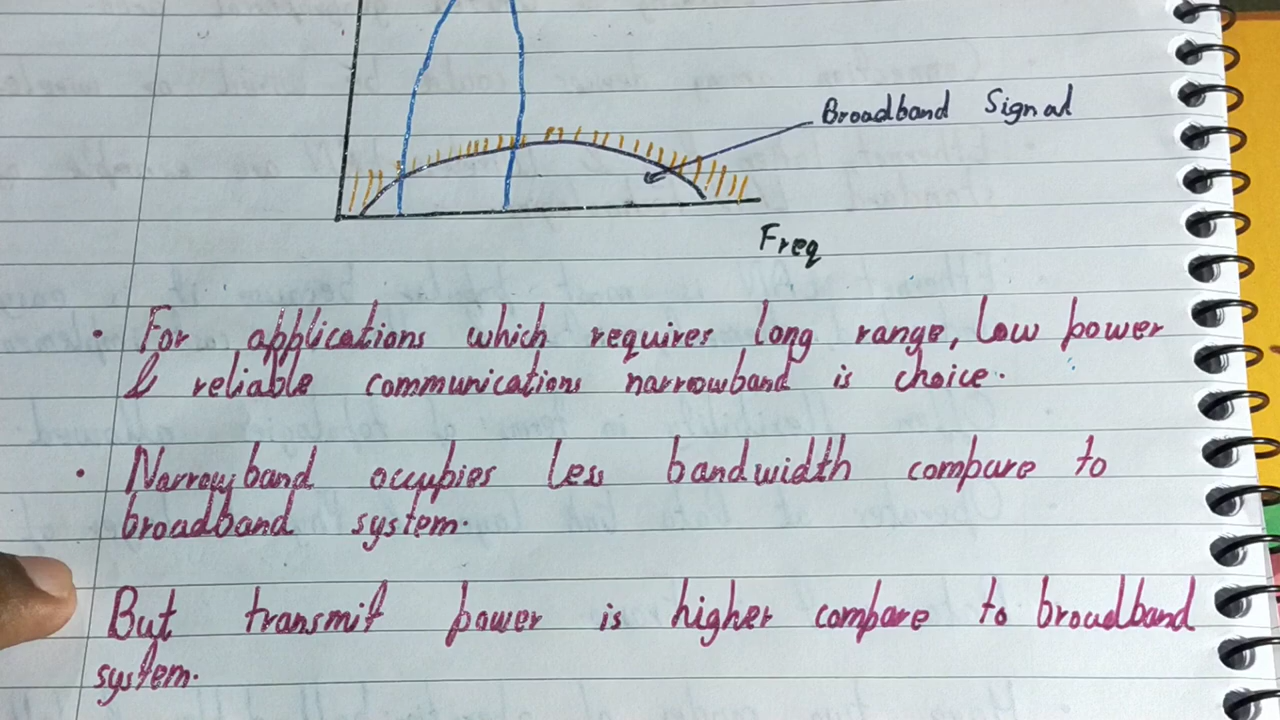 Broadband Signal
Freq
• For applications which requires long range, low power
& reliable communications narrowband is choice.
• Narrowband occupies less bandwidth compare to
broadband system.
But transmit power is higher compare to broadband
system.